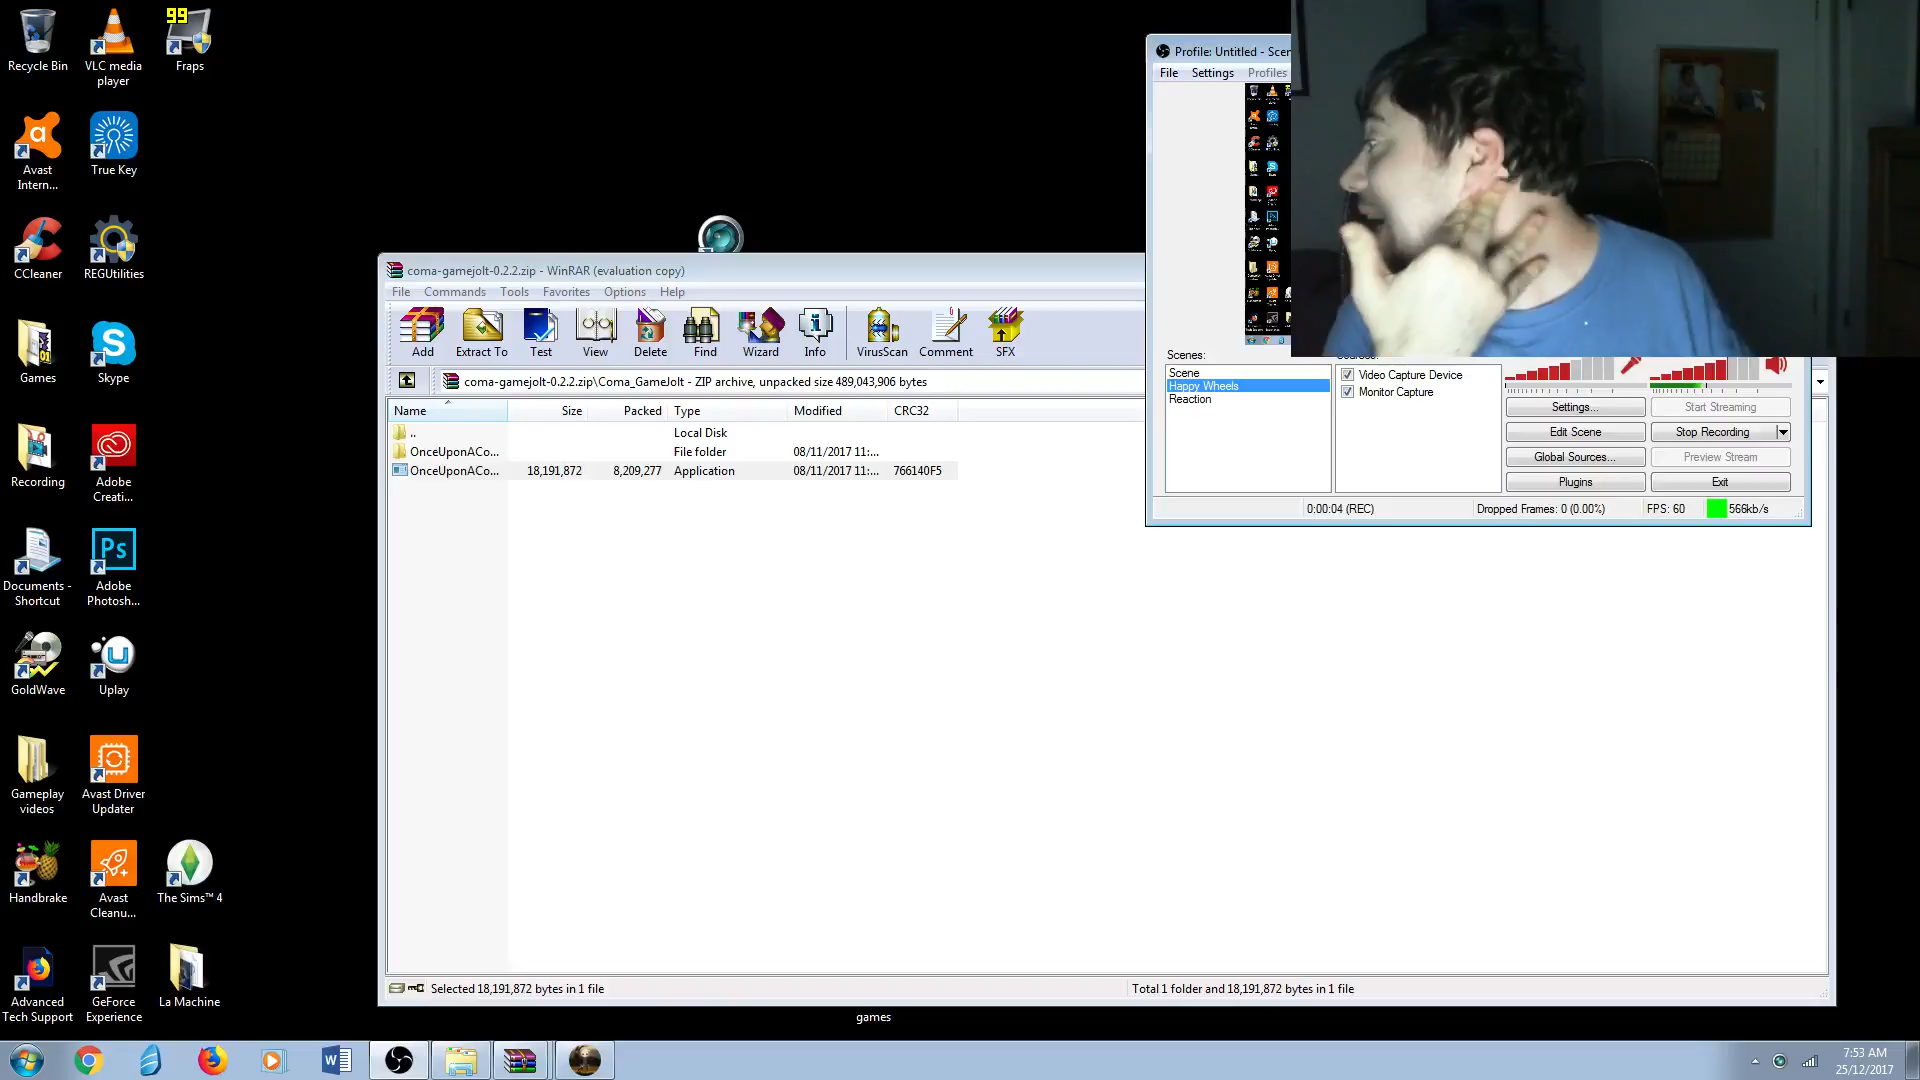 Recycle Bin
VLC media
player
99
Fraps
Avast
Intern...
True Key
CCleaner
REGUtilities
Games
Skype
Recording
Adobe
Creati...
Documents -
Shortcut
Ps
Adobe
Photosh...
GoldWave
Uplay
Gameplay
videos
Avast Driver
Updater
Handbrake
Avast
Cleanu...
The Sims™ 4
Advanced
Tech Support
GeForce
Experience
La Machine
coma-gamejolt-0.2.2.zip - WinRAR (evaluation copy)
File Commands Tools Favorites Options Help
Add Extract To Test View Delete Find Wizard Info VirusScan Comment SFX
coma-gamejolt-0.2.2.zip\Coma_GameJolt - ZIP archive, unpacked size 489,043,906 bytes
Name Size Packed Type Modified CRC32
.. Local Disk
OnceUponACo... File folder 08/11/2017 11:...
OnceUponACo... 18,191,872 8,209,277 Application 08/11/2017 11:... 766140F5
Selected 18,191,872 bytes in 1 file
Total 1 folder and 18,191,872 bytes in 1 file
games
Profile: Untitled - Scen
File Settings Profiles
Scenes:
Scene
Happy Wheels
Reaction
Video Capture Device
Monitor Capture
Settings... Start Streaming
Edit Scene Stop Recording
Global Sources... Preview Stream
Plugins Exit
0:00:04 (REC) Dropped Frames: 0 (0.00%) FPS: 60 566kb/s
7:53 AM
25/12/2017